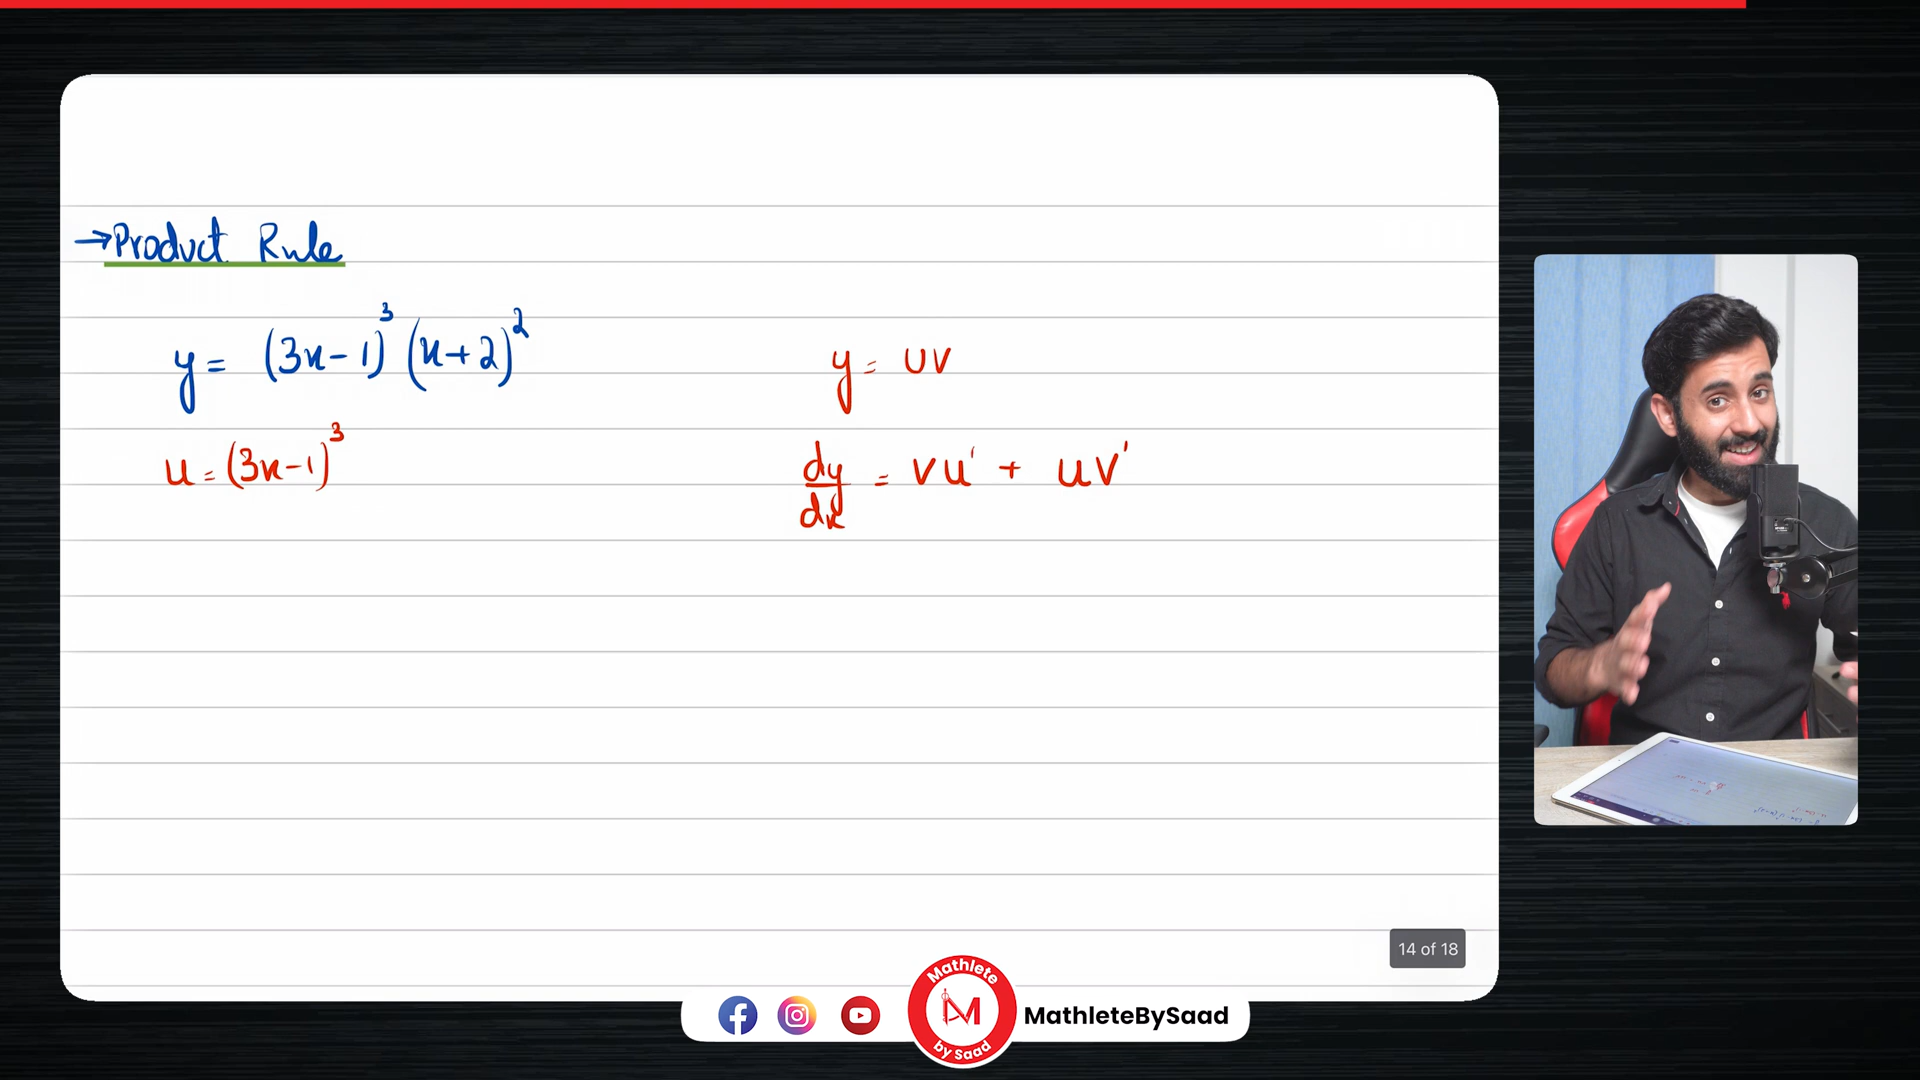 →Product Rule
y = (3x-1)³ (x+2)²
y = uv
u = (3x-1)³
dy/dx = vu' + uv'
14 of 18
Mathlete
M
by Saad
MathleteBySaad